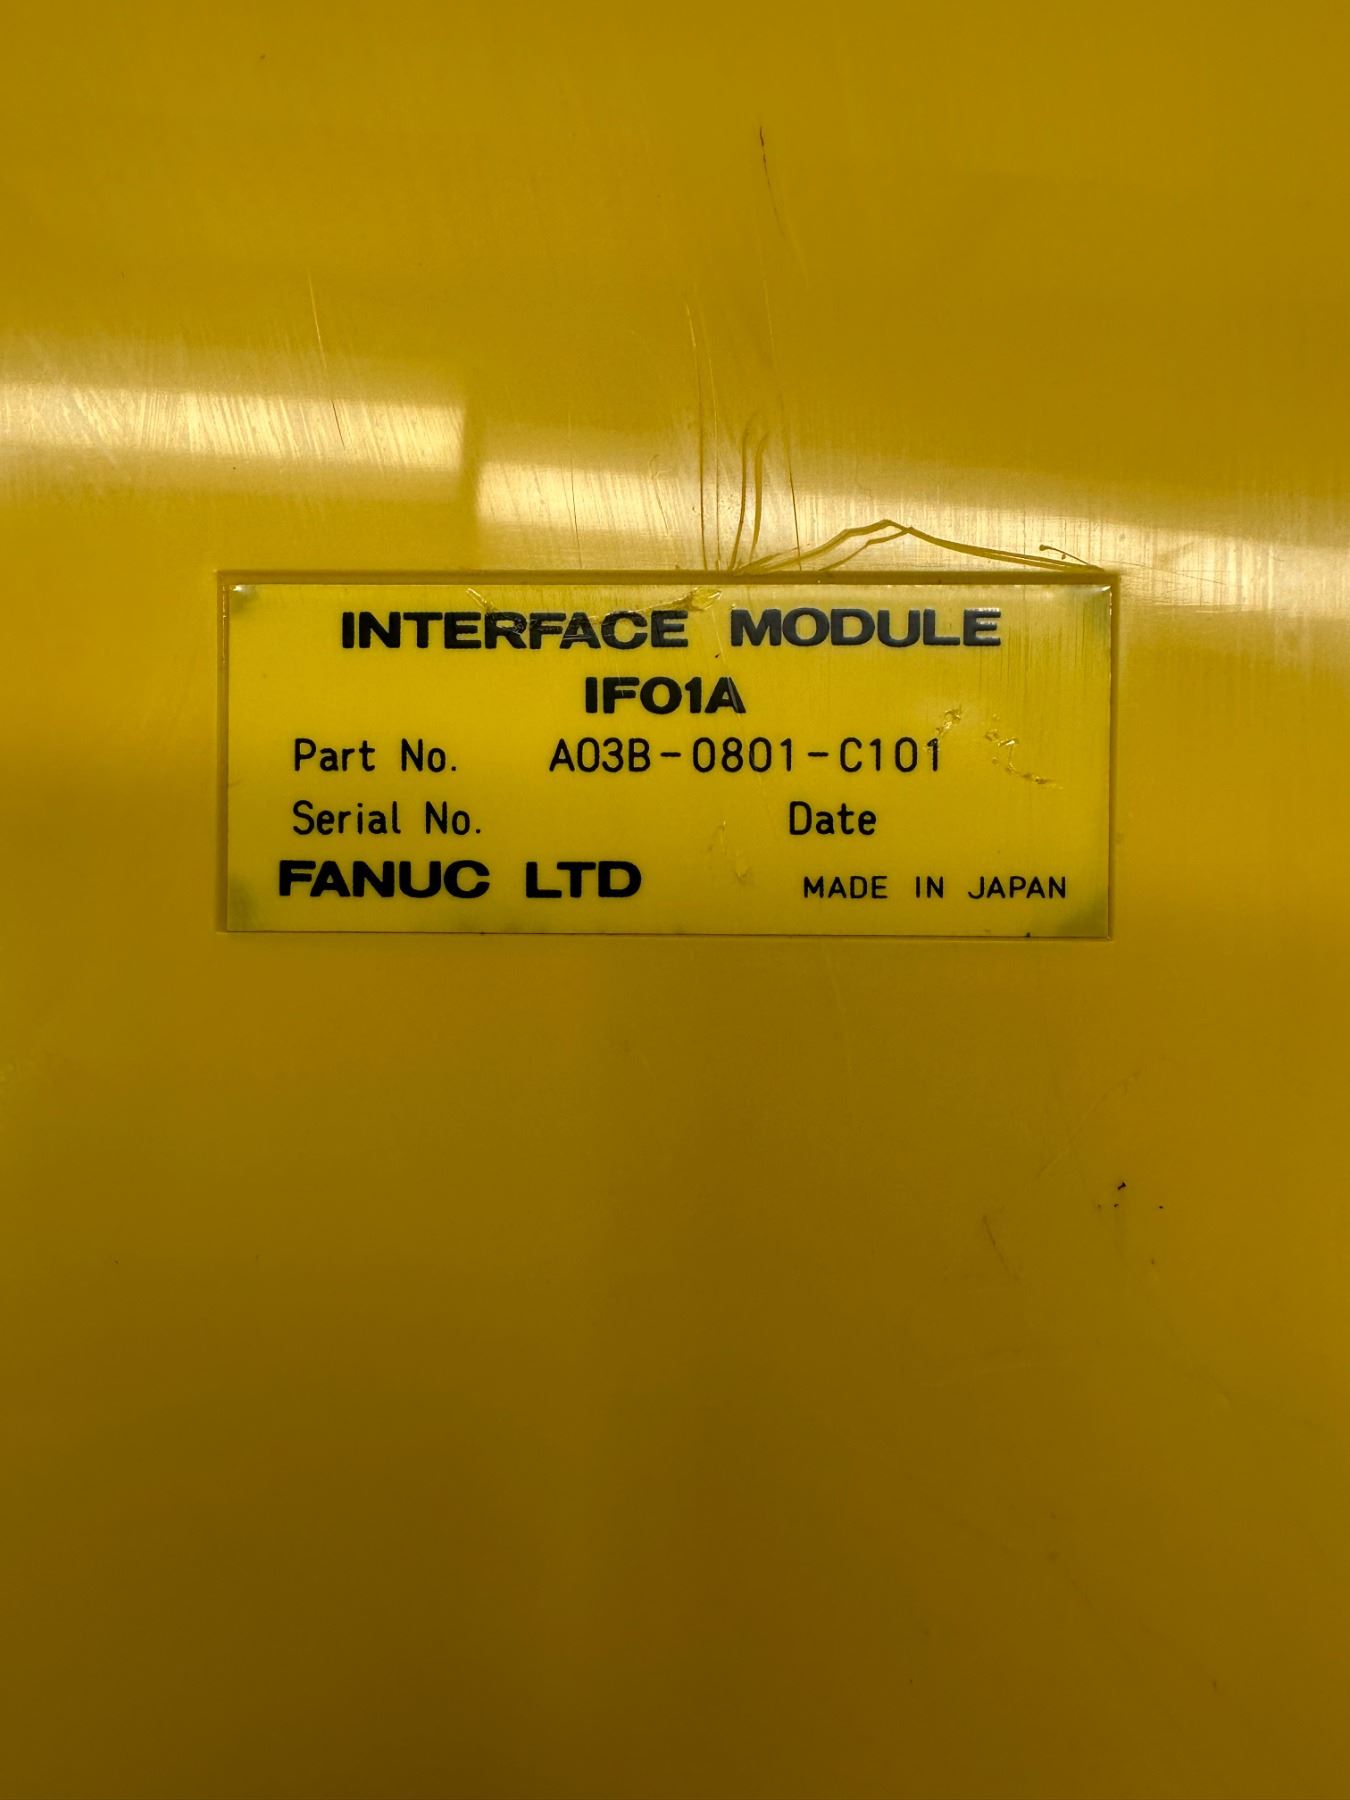 INTERFACE MODULE
IF01A
Part No. A03B-0801-C101
Serial No. Date
FANUC LTD MADE IN JAPAN